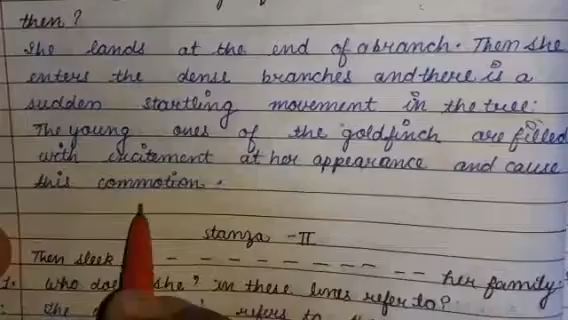 then?
She lands at the end of a branch. Then she
enters the dense branches and there is a
sudden startling movement in the tree.
The young ones of the goldfinch are filled
with excitement at her appearance and cause
this commotion.
stanza - II
Then sleek - - - - - - - - - her family.
1. who she? in these lines refer to?
The refers to